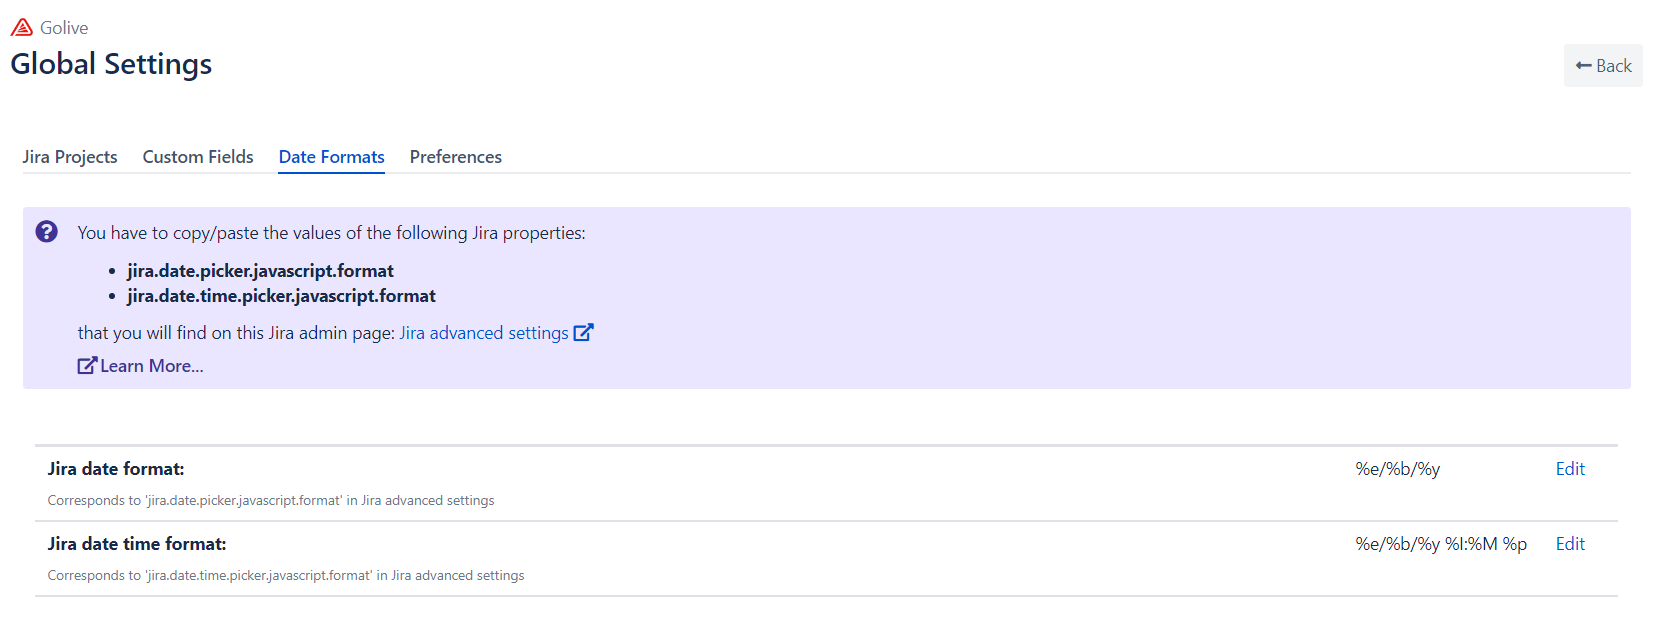 Golive
Global Settings
Back
Jira Projects Custom Fields Date Formats Preferences
You have to copy/paste the values of the following Jira properties:
• jira.date.picker.javascript.format
• jira.date.time.picker.javascript.format
that you will find on this Jira admin page: Jira advanced settings
Learn More...
Jira date format: %e/%b/%y Edit
Corresponds to 'jira.date.picker.javascript.format' in Jira advanced settings
Jira date time format: %e/%b/%y %I:%M %p Edit
Corresponds to 'jira.date.time.picker.javascript.format' in Jira advanced settings